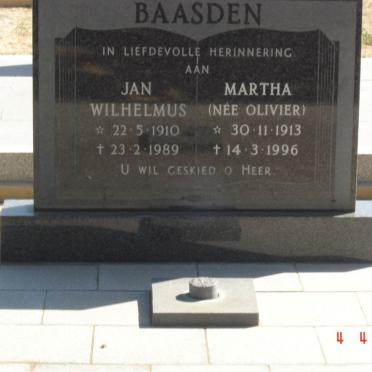 BAASDEN
IN LIEFDEVOLLE HERINNERING
AAN
JAN
WILHELMUS
☆ 22·5·1910
† 23·2·1989
MARTHA
(NÉE OLIVIER)
☆ 30·11·1913
† 14·3·1996
U WIL GESKIED O HEER.
4 4